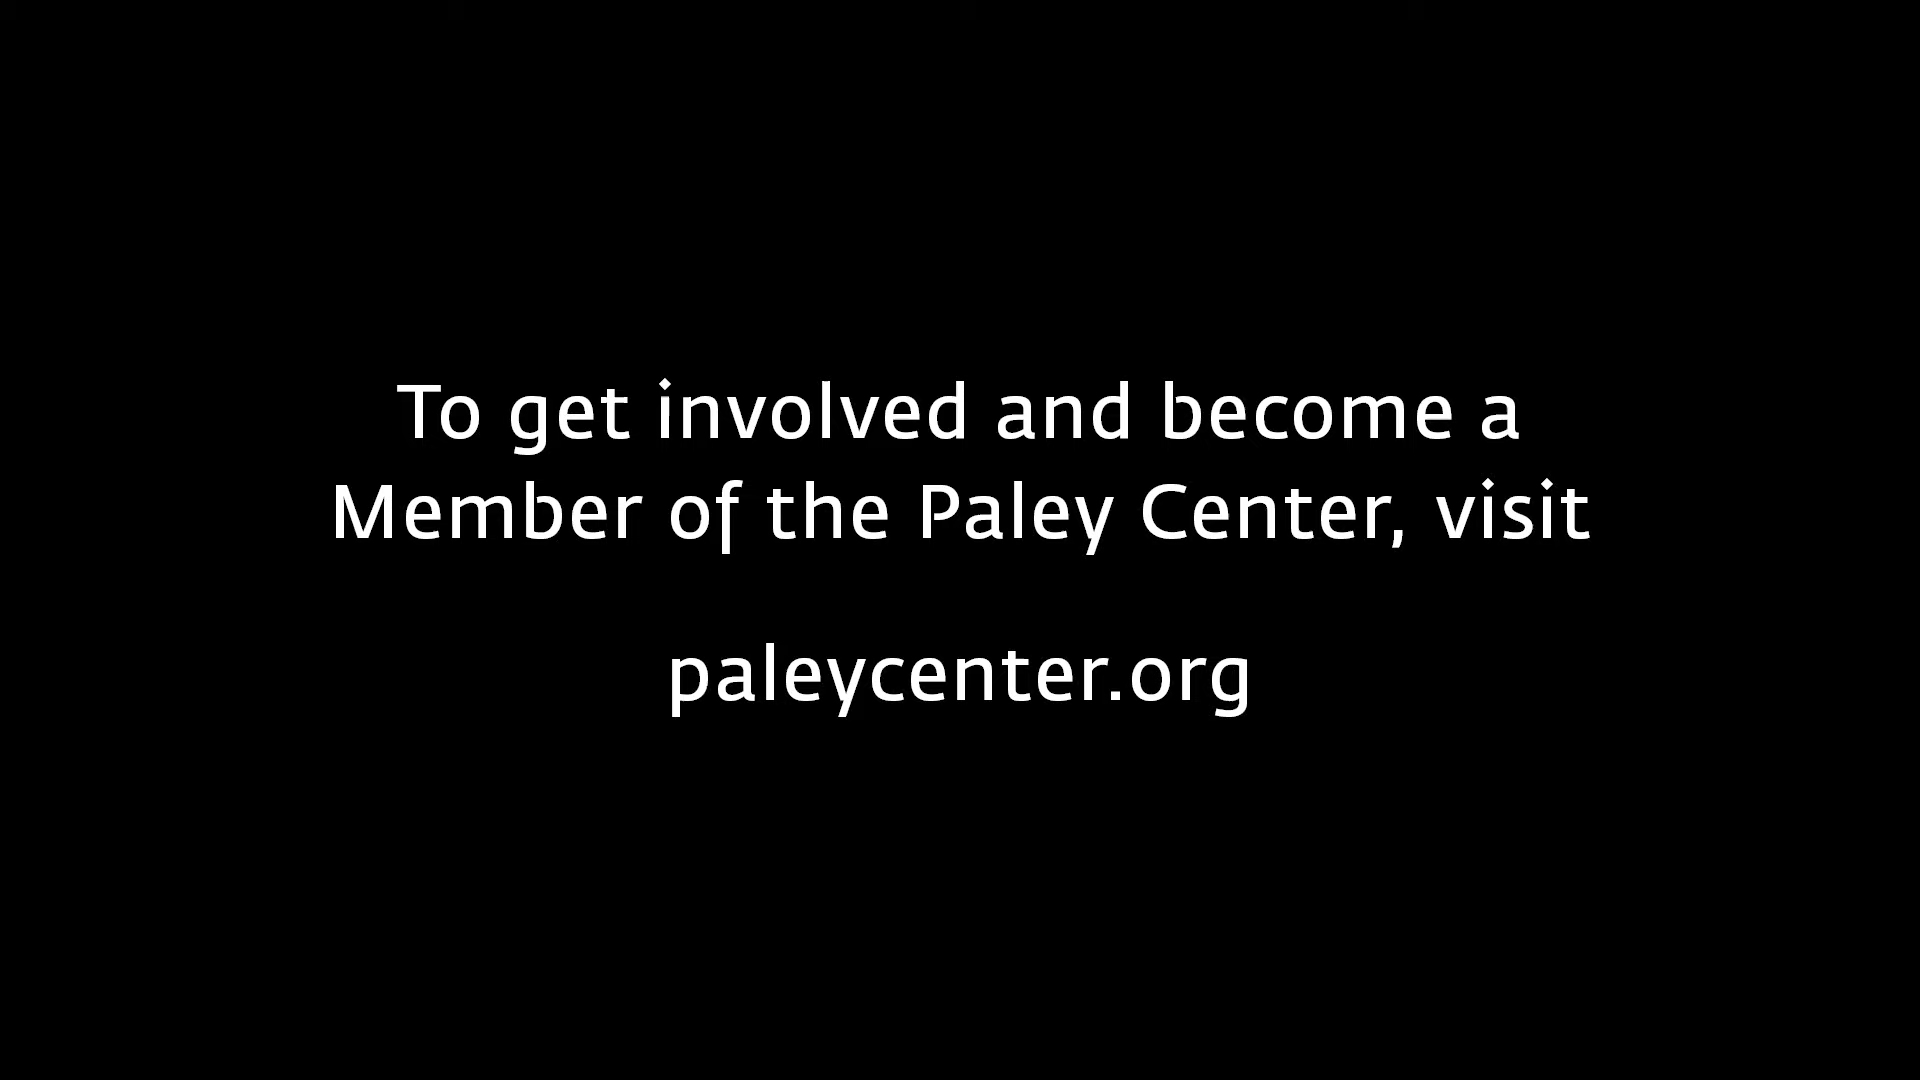 To get involved and become a
Member of the Paley Center, visit
paleycenter.org